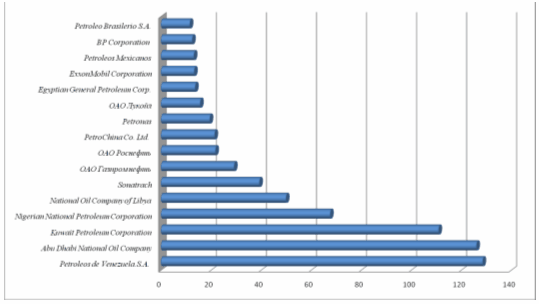 Petroleo Brasilerio S.A.
BP Corporation
Petroleos Mexicanos
ExxonMobil Corporation
Egyptian General Petroleum Corp.
ОАО Лукойл
Petronas
PetroChina Co. Ltd.
ОАО Роснефть
ОАО Газпромнефть
Sonatrach
National Oil Company of Libya
Nigerian National Petroleum Corporation
Kuwait Petroleum Corporation
Abu Dhabi National Oil Company
Petroleos de Venezuela S.A.
0 20 40 60 80 100 120 140